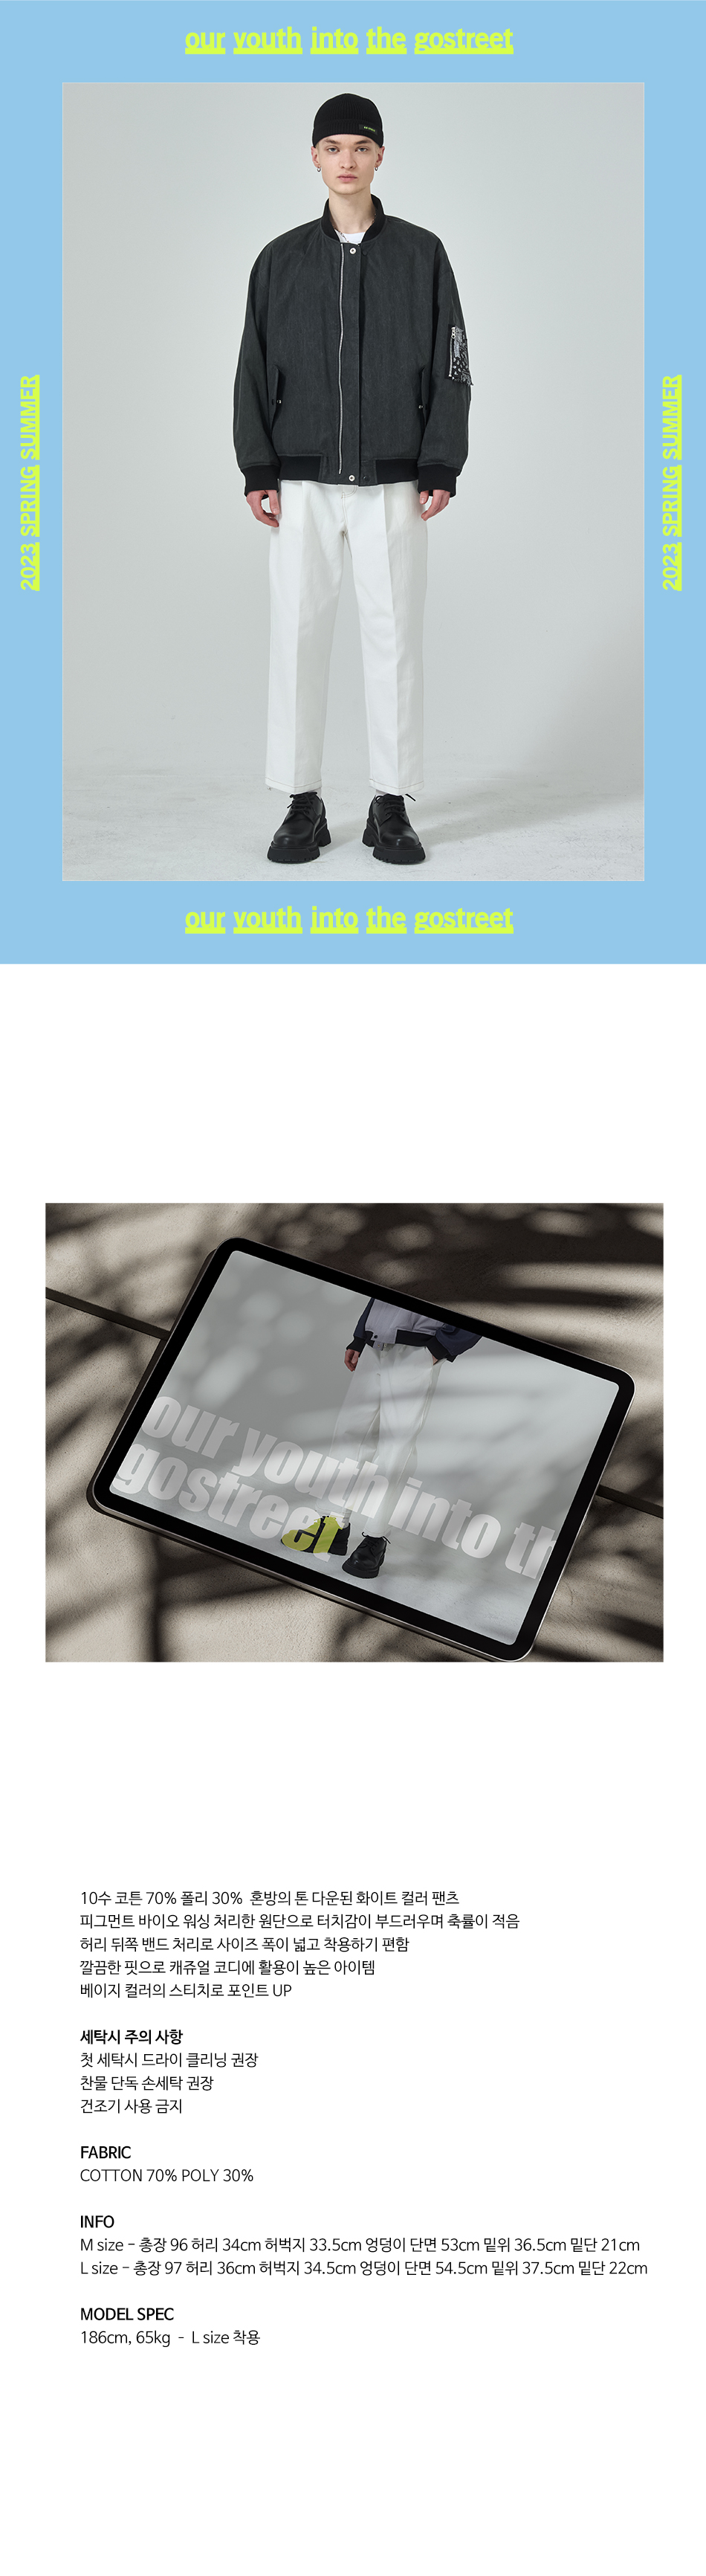 our youth into the gostreet
2023 SPRING SUMMER
2023 SPRING SUMMER
our youth into the gostreet
our youth into th
gostreet
10수 코튼 70% 폴리 30%  혼방의 톤 다운된 화이트 컬러 팬츠
피그먼트 바이오 워싱 처리한 원단으로 터치감이 부드러우며 축률이 적음
허리 뒤쪽 밴드 처리로 사이즈 폭이 넓고 착용하기 편함
깔끔한 핏으로 캐쥬얼 코디에 활용이 높은 아이템
베이지 컬러의 스티치로 포인트 UP
세탁시 주의 사항
첫 세탁시 드라이 클리닝 권장
찬물 단독 손세탁 권장
건조기 사용 금지
FABRIC
COTTON 70% POLY 30%
INFO
M size - 총장 96 허리 34cm 허벅지 33.5cm 엉덩이 단면 53cm 밑위 36.5cm 밑단 21cm
L size - 총장 97 허리 36cm 허벅지 34.5cm 엉덩이 단면 54.5cm 밑위 37.5cm 밑단 22cm
MODEL SPEC
186cm, 65kg  -  L size 착용